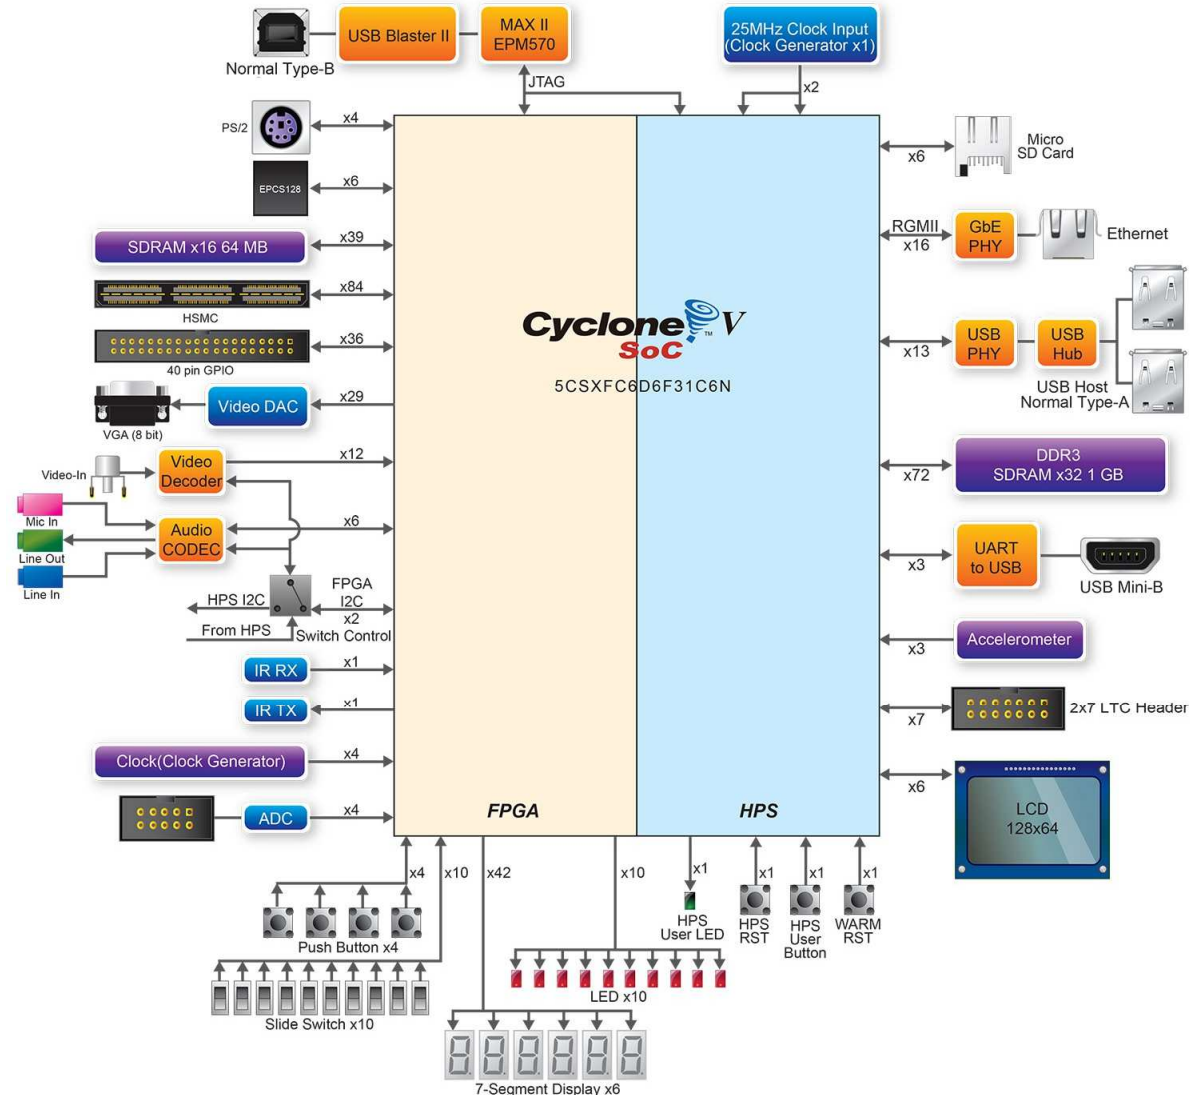 Normal Type-B
USB Blaster II
MAX II
EPM570
25MHz Clock Input
(Clock Generator x1)
JTAG
x2
PS/2
x4
EPCS128
x6
SDRAM x16 64 MB
x39
HSMC
x84
40 pin GPIO
x36
VGA (8 bit)
Video DAC
x29
Video-In
Video
Decoder
x12
Mic In
Line Out
Line In
Audio
CODEC
x6
HPS I2C
From HPS
FPGA
I2C
x2
Switch Control
IR RX
x1
IR TX
x1
Clock(Clock Generator)
x4
ADC
x4
Cyclone V
TM
SoC
5CSXFC6D6F31C6N
FPGA
HPS
x6
Micro
SD Card
RGMII
x16
GbE
PHY
Ethernet
x13
USB
PHY
USB
Hub
USB Host
Normal Type-A
x72
DDR3
SDRAM x32 1 GB
x3
UART
to USB
USB Mini-B
x3
Accelerometer
x7
2x7 LTC Header
x6
LCD
128x64
x4
x10
x42
x10
x1
x1
x1
x1
Push Button x4
HPS
User LED
HPS
RST
HPS
User
Button
WARM
RST
Slide Switch x10
LED x10
7-Segment Display x6